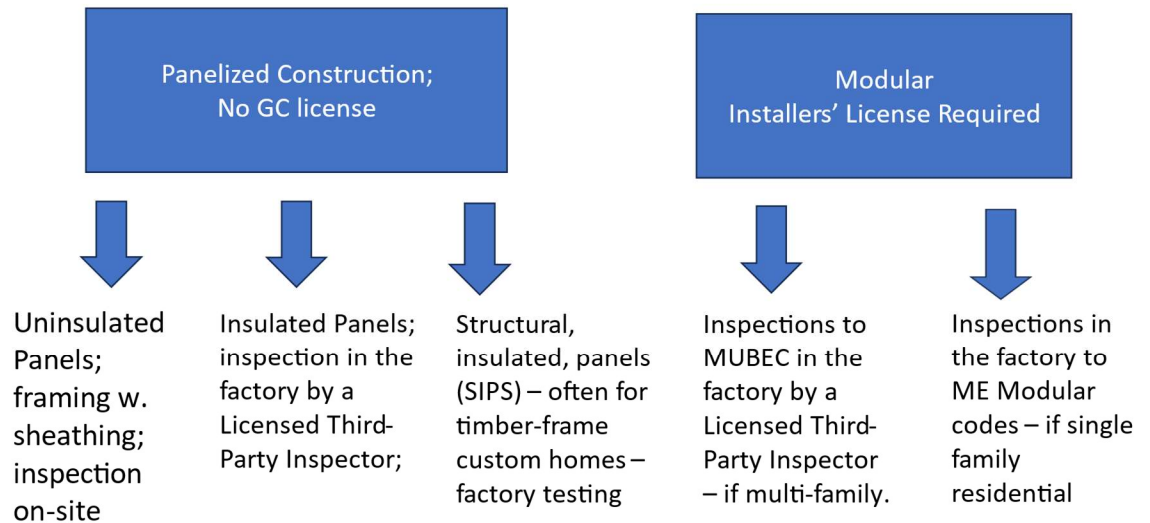 Panelized Construction;
No GC license
Modular
Installers’ License Required
Uninsulated
Panels;
framing w.
sheathing;
inspection
on-site
Insulated Panels;
inspection in the
factory by a
Licensed Third-
Party Inspector;
Structural,
insulated, panels
(SIPS) – often for
timber-frame
custom homes –
factory testing
Inspections to
MUBEC in the
factory by a
Licensed Third-
Party Inspector
– if multi-family.
Inspections in
the factory to
ME Modular
codes – if single
family
residential